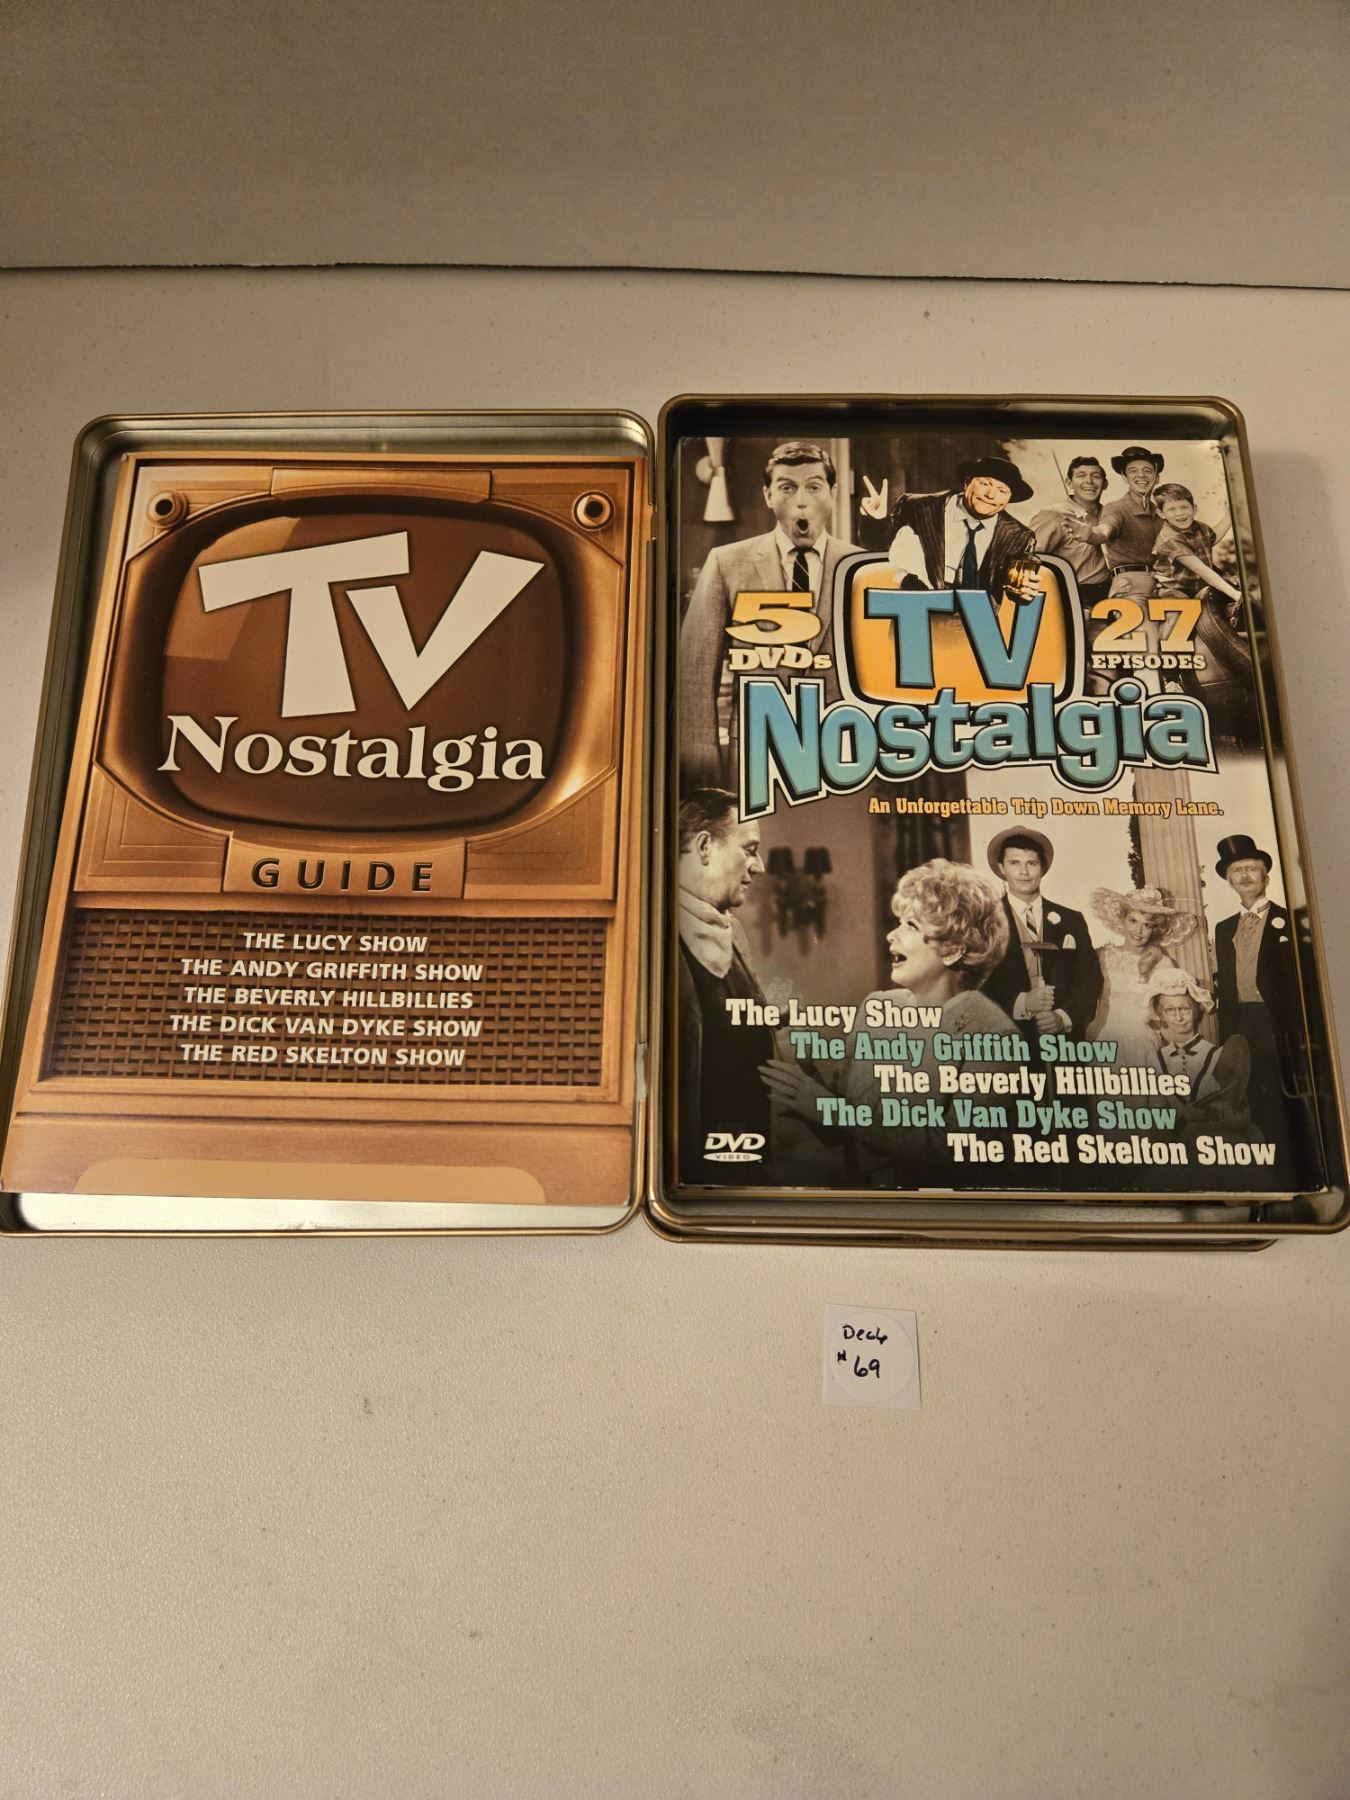 TV
Nostalgia
GUIDE
THE LUCY SHOW
THE ANDY GRIFFITH SHOW
THE BEVERLY HILLBILLIES
THE DICK VAN DYKE SHOW
THE RED SKELTON SHOW
5
DVDs
TV
27
EPISODES
Nostalgia
An Unforgettable Trip Down Memory Lane.
The Lucy Show
The Andy Griffith Show
The Beverly Hillbillies
The Dick Van Dyke Show
The Red Skelton Show
DVD
VIDEO
#69